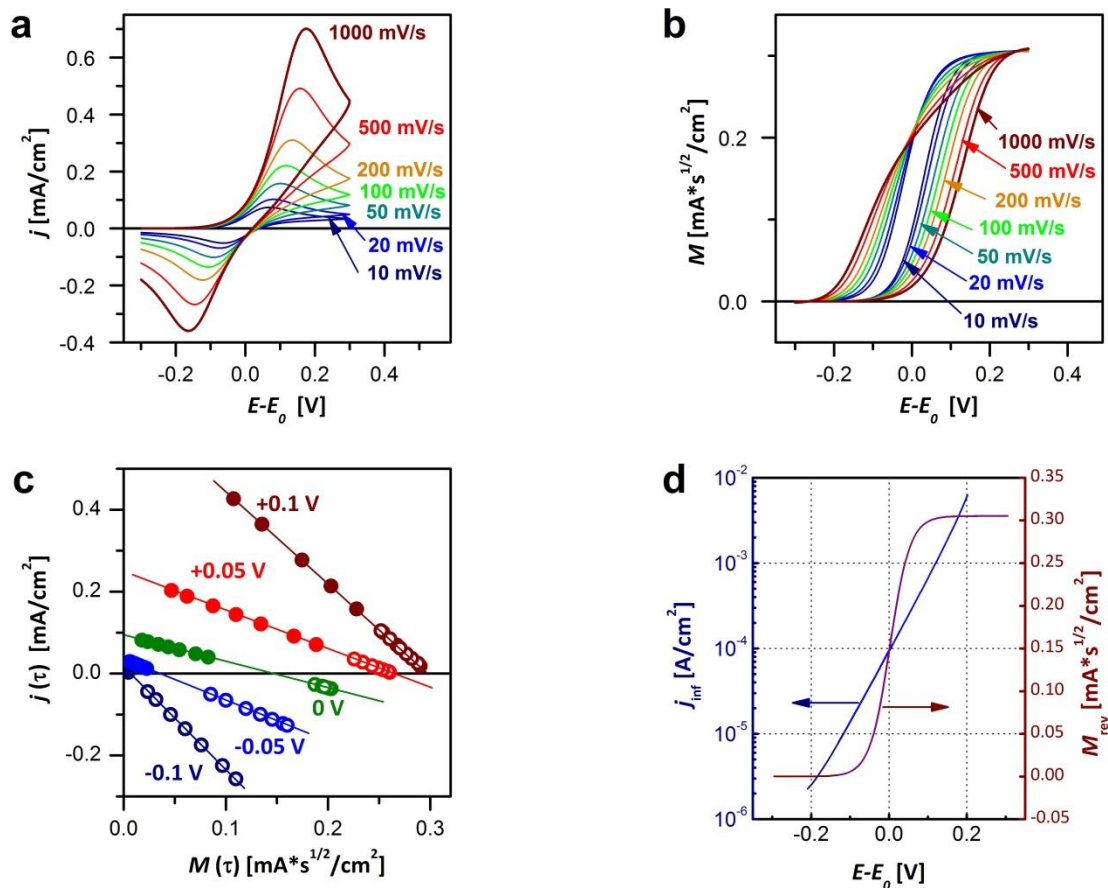 a
j [mA/cm²]
0.6
0.4
0.2
0.0
-0.2
-0.4
1000 mV/s
500 mV/s
200 mV/s
100 mV/s
50 mV/s
20 mV/s
10 mV/s
-0.2 0.0 0.2 0.4
E-E₀ [V]
b
M [mA*s^1/2/cm²]
0.2
0.0
1000 mV/s
500 mV/s
200 mV/s
100 mV/s
50 mV/s
20 mV/s
10 mV/s
-0.2 0.0 0.2 0.4
E-E₀ [V]
c
j (τ) [mA/cm²]
0.4
0.2
0.0
-0.2
+0.1 V
+0.05 V
0 V
-0.05 V
-0.1 V
0.0 0.1 0.2 0.3
M (τ) [mA*s^1/2/cm²]
d
j_inf [A/cm²]
10⁻²
10⁻³
10⁻⁴
10⁻⁵
10⁻⁶
0.35
0.30
0.25
0.20
0.15
0.10
0.05
0.00
-0.05
M_rev [mA*s^1/2/cm²]
-0.2 0.0 0.2
E-E₀ [V]